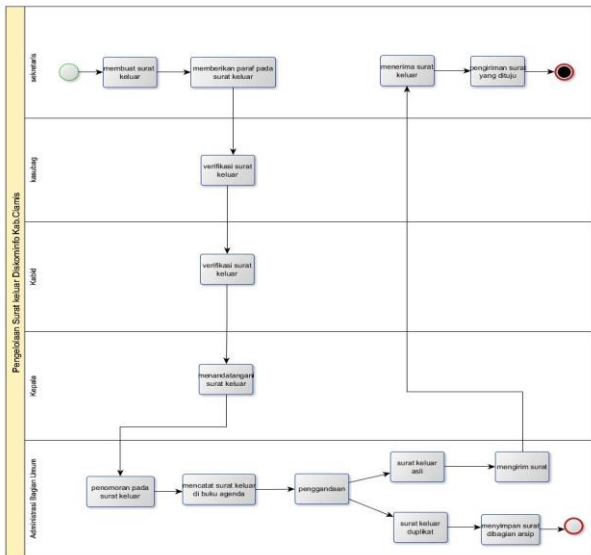 Pengelolaan Surat keluar Diskominfo Kab.Ciamis
sekretaris
membuat surat
keluar
memberikan paraf pada
surat keluar
menerima surat
keluar
pengiriman surat
yang dituju
kasubag
verifikasi surat
keluar
Kabid
verifikasi surat
keluar
Kepala
menandatangani
surat keluar
Administrasi Bagian Umum
penomoran pada
surat keluar
mencatat surat keluar
di buku agenda
penggandaan
surat keluar
asli
mengirim surat
surat keluar
duplikat
menyimpan surat
dibagian arsip